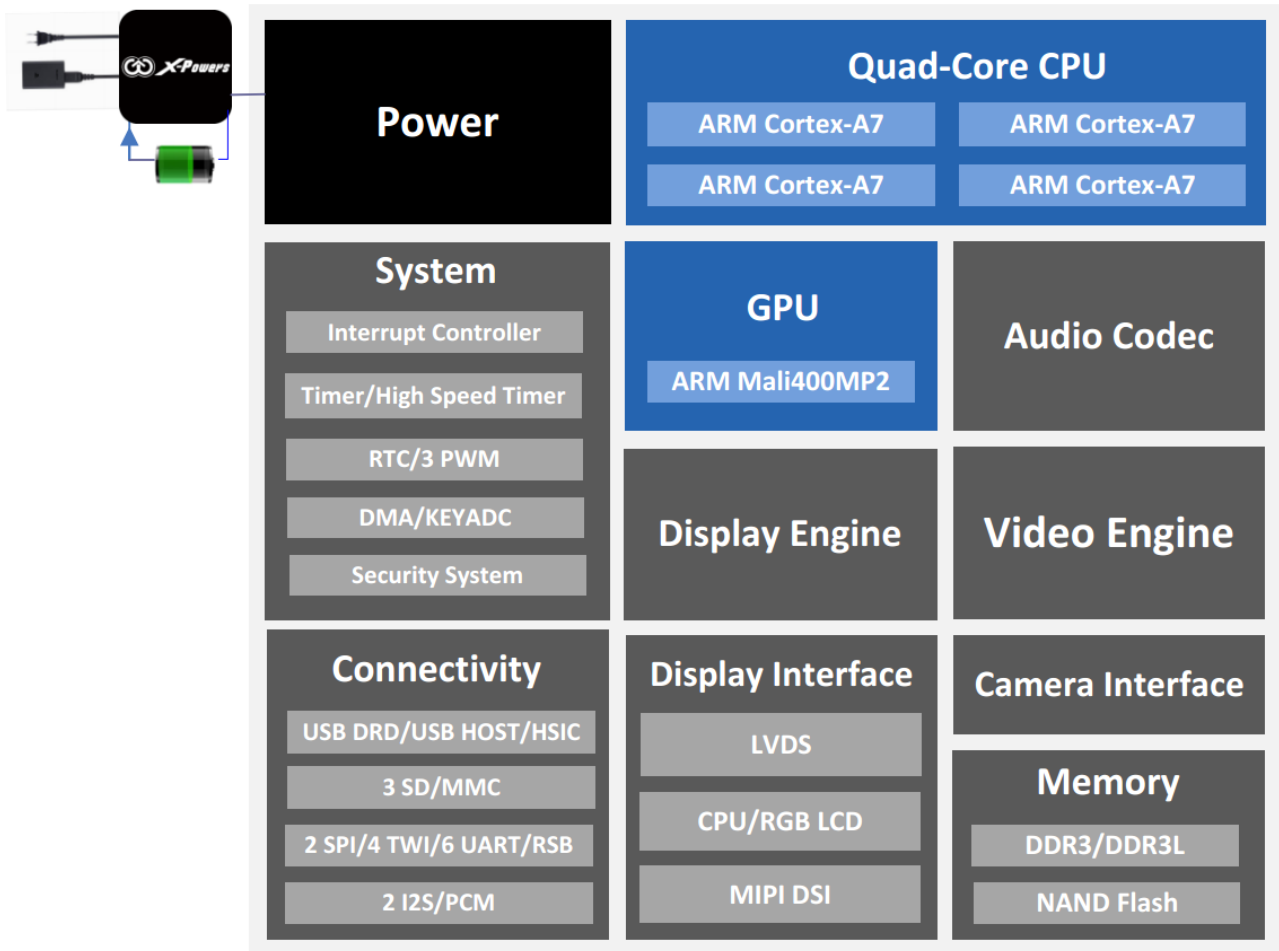 X-Powers
Power
Quad-Core CPU
ARM Cortex-A7
ARM Cortex-A7
ARM Cortex-A7
ARM Cortex-A7
System
Interrupt Controller
Timer/High Speed Timer
RTC/3 PWM
DMA/KEYADC
Security System
GPU
ARM Mali400MP2
Audio Codec
Display Engine
Video Engine
Connectivity
USB DRD/USB HOST/HSIC
3 SD/MMC
2 SPI/4 TWI/6 UART/RSB
2 I2S/PCM
Display Interface
LVDS
CPU/RGB LCD
MIPI DSI
Camera Interface
Memory
DDR3/DDR3L
NAND Flash